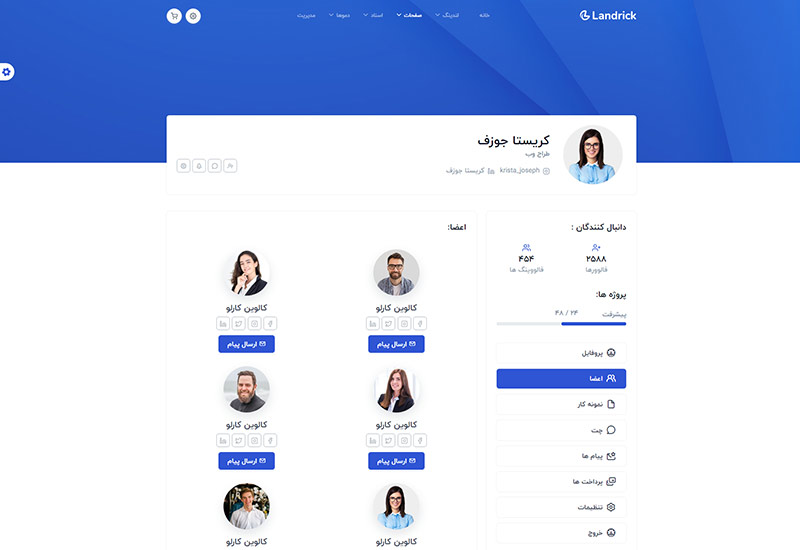 Landrick
خانه
لندینگ
صفحات
اسناد
دموها
مدیریت
کریستا جوزف
طراح وب
krista_joseph
کریستا جوزف
دنبال کنندگان :
۲۵۸۸
فالوورها
۴۵۴
فالووینگ ها
پروژه ها:
پیشرفت
۲۴ / ۴۸
پروفایل
اعضا
نمونه کار
چت
پیام ها
پرداخت ها
تنظیمات
خروج
اعضا:
کالوین کارلو
ارسال پیام
کالوین کارلو
ارسال پیام
کالوین کارلو
ارسال پیام
کالوین کارلو
ارسال پیام
کالوین کارلو
کالوین کارلو